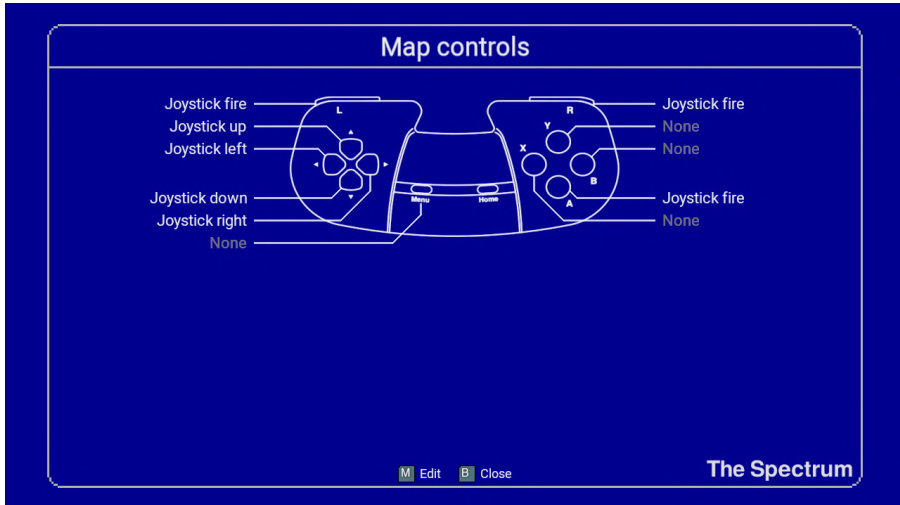 Map controls
Joystick fire
L
R
Joystick fire
Joystick up
Y
None
Joystick left
X
None
B
Joystick down
Menu
Home
A
Joystick fire
Joystick right
None
None
M Edit B Close
The Spectrum